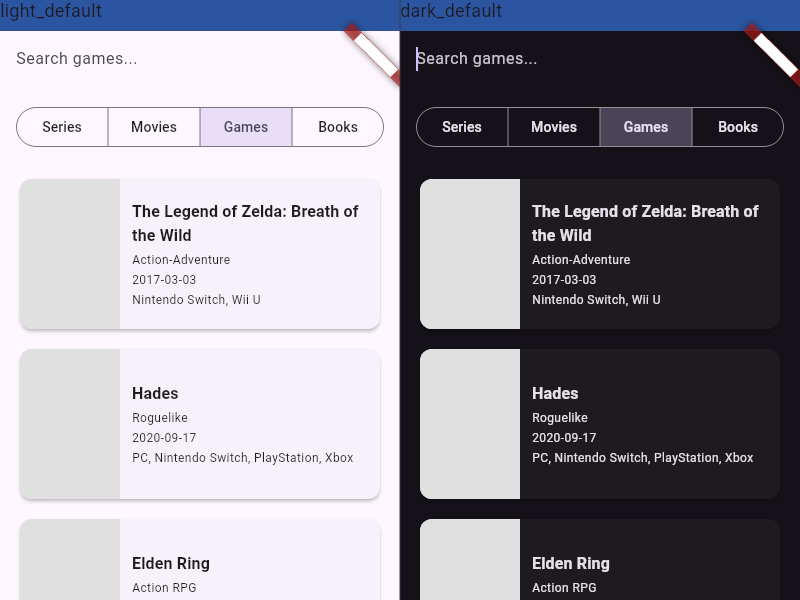 light_default
Search games...
Series
Movies
Games
Books
The Legend of Zelda: Breath of
the Wild
Action-Adventure
2017-03-03
Nintendo Switch, Wii U
Hades
Roguelike
2020-09-17
PC, Nintendo Switch, PlayStation, Xbox
Elden Ring
Action RPG
dark_default
Search games...
Series
Movies
Games
Books
The Legend of Zelda: Breath of
the Wild
Action-Adventure
2017-03-03
Nintendo Switch, Wii U
Hades
Roguelike
2020-09-17
PC, Nintendo Switch, PlayStation, Xbox
Elden Ring
Action RPG